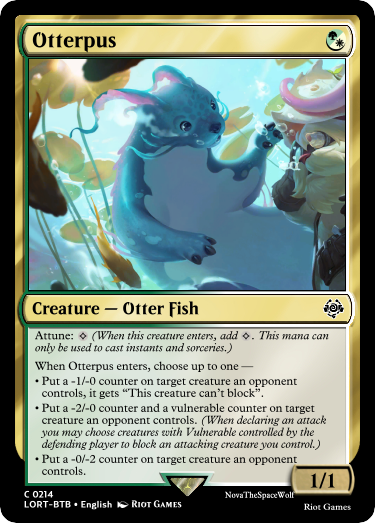 Otterpus
Creature — Otter Fish
Attune: (When this creature enters, add . This mana can
only be used to cast instants and sorceries.)
When Otterpus enters, choose up to one —
• Put a -1/-0 counter on target creature an opponent
controls, it gets “This creature can’t block”.
• Put a -2/-0 counter and a vulnerable counter on target
creature an opponent controls. (When declaring an attack
you may choose creatures with Vulnerable controlled by the
defending player to block an attacking creature you control.)
• Put a -0/-2 counter on target creature an opponent
controls.
1/1
C 0214
LORT-BTB • English NovaTheSpaceWolf
RIOT GAMES
Riot Games